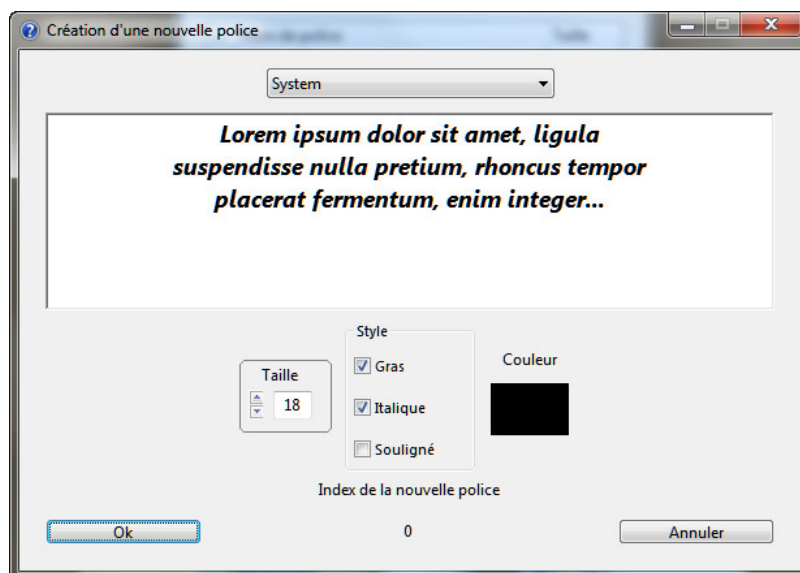 Création d'une nouvelle police
System
Lorem ipsum dolor sit amet, ligula
suspendisse nulla pretium, rhoncus tempor
placerat fermentum, enim integer...
Style
Taille
18
Gras
Italique
Souligné
Couleur
Index de la nouvelle police
Ok
0
Annuler